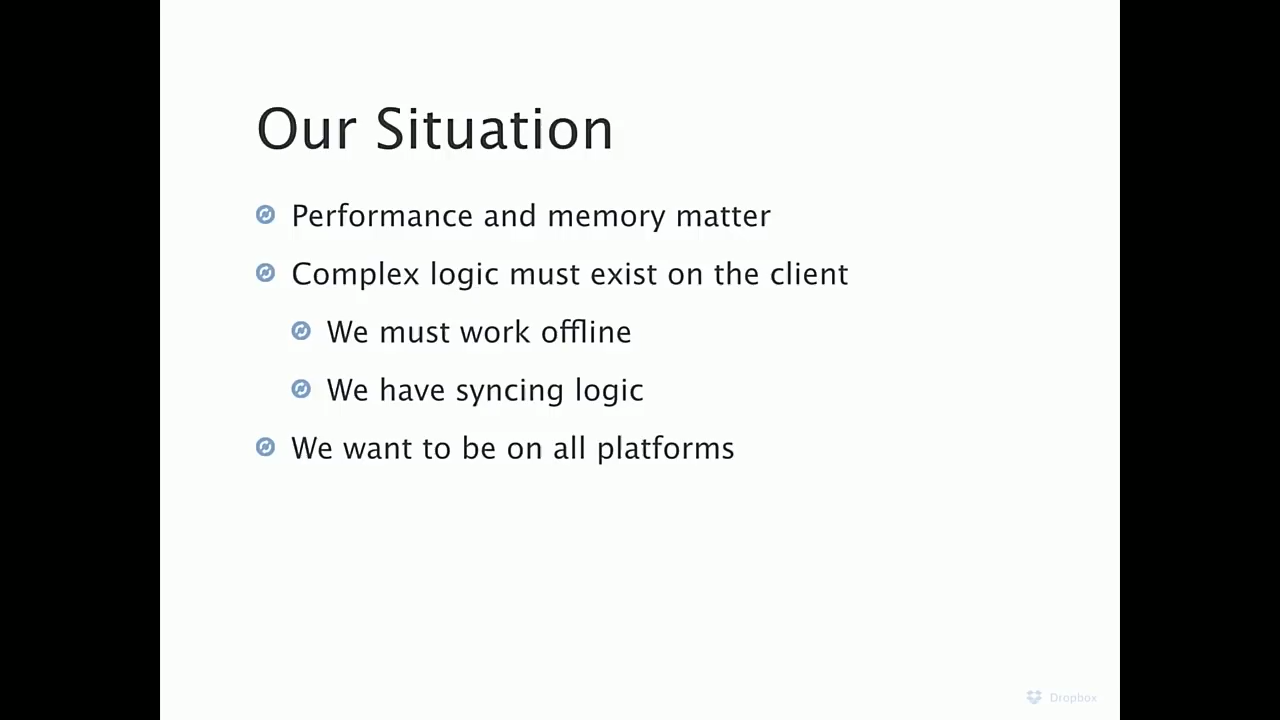 Our Situation
Performance and memory matter
Complex logic must exist on the client
We must work offline
We have syncing logic
We want to be on all platforms
Dropbox